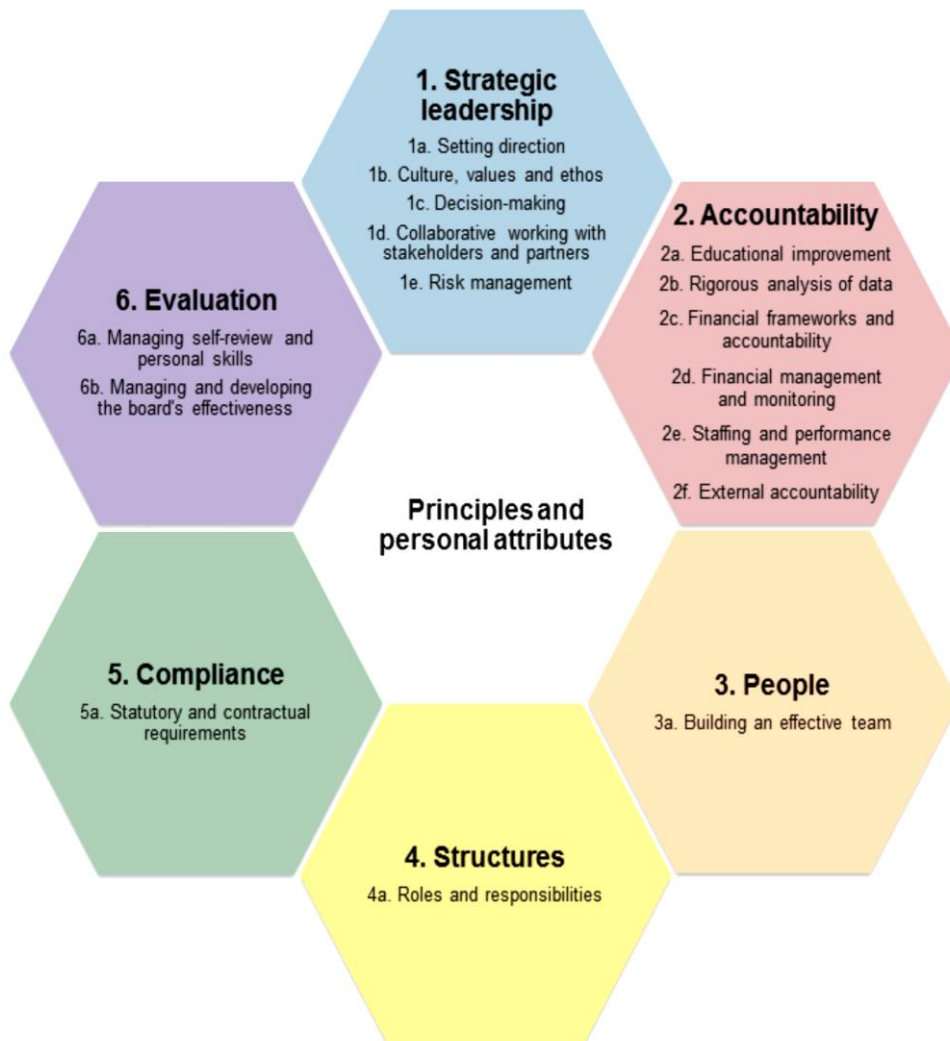 1. Strategic
leadership
1a. Setting direction
1b. Culture, values and ethos
1c. Decision-making
1d. Collaborative working with
stakeholders and partners
1e. Risk management
2. Accountability
2a. Educational improvement
2b. Rigorous analysis of data
2c. Financial frameworks and
accountability
2d. Financial management
and monitoring
2e. Staffing and performance
management
2f. External accountability
3. People
3a. Building an effective team
4. Structures
4a. Roles and responsibilities
5. Compliance
5a. Statutory and contractual
requirements
6. Evaluation
6a. Managing self-review and
personal skills
6b. Managing and developing
the board's effectiveness
Principles and
personal attributes